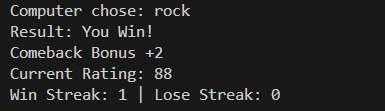 Computer chose: rock
Result: You Win!
Comeback Bonus +2
Current Rating: 88
Win Streak: 1 | Lose Streak: 0